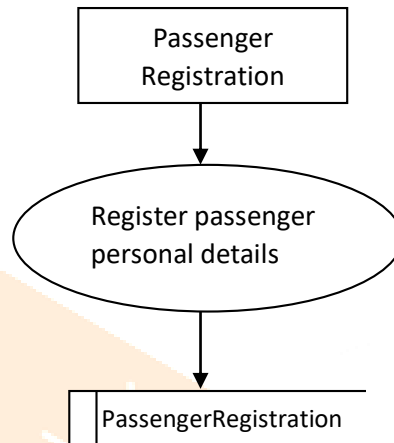 Passenger
Registration
Register passenger
personal details
PassengerRegistration